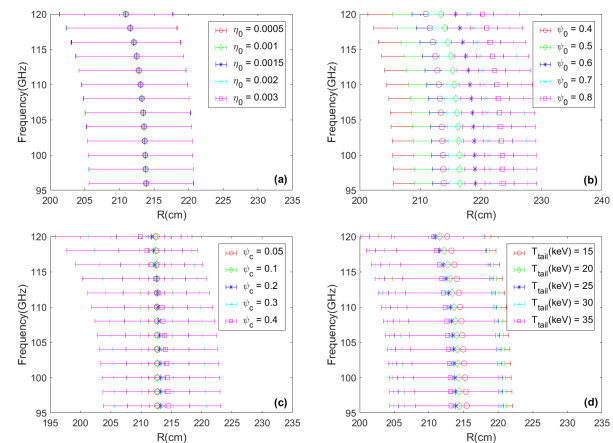 120
115
110
105
100
95
Frequency(GHz)
η0 = 0.0005
η0 = 0.001
η0 = 0.0015
η0 = 0.002
η0 = 0.003
(a)
200 205 210 215 220 225 230 235
R(cm)
120
115
110
105
100
95
Frequency(GHz)
ψ0 = 0.4
ψ0 = 0.5
ψ0 = 0.6
ψ0 = 0.7
ψ0 = 0.8
(b)
200 210 220 230 240
R(cm)
120
115
110
105
100
95
Frequency(GHz)
ψc = 0.05
ψc = 0.1
ψc = 0.2
ψc = 0.3
ψc = 0.4
(c)
195 200 205 210 215 220 225 230 235
R(cm)
120
115
110
105
100
95
Frequency(GHz)
Ttail(keV) = 15
Ttail(keV) = 20
Ttail(keV) = 25
Ttail(keV) = 30
Ttail(keV) = 35
(d)
200 205 210 215 220 225 230 235
R(cm)